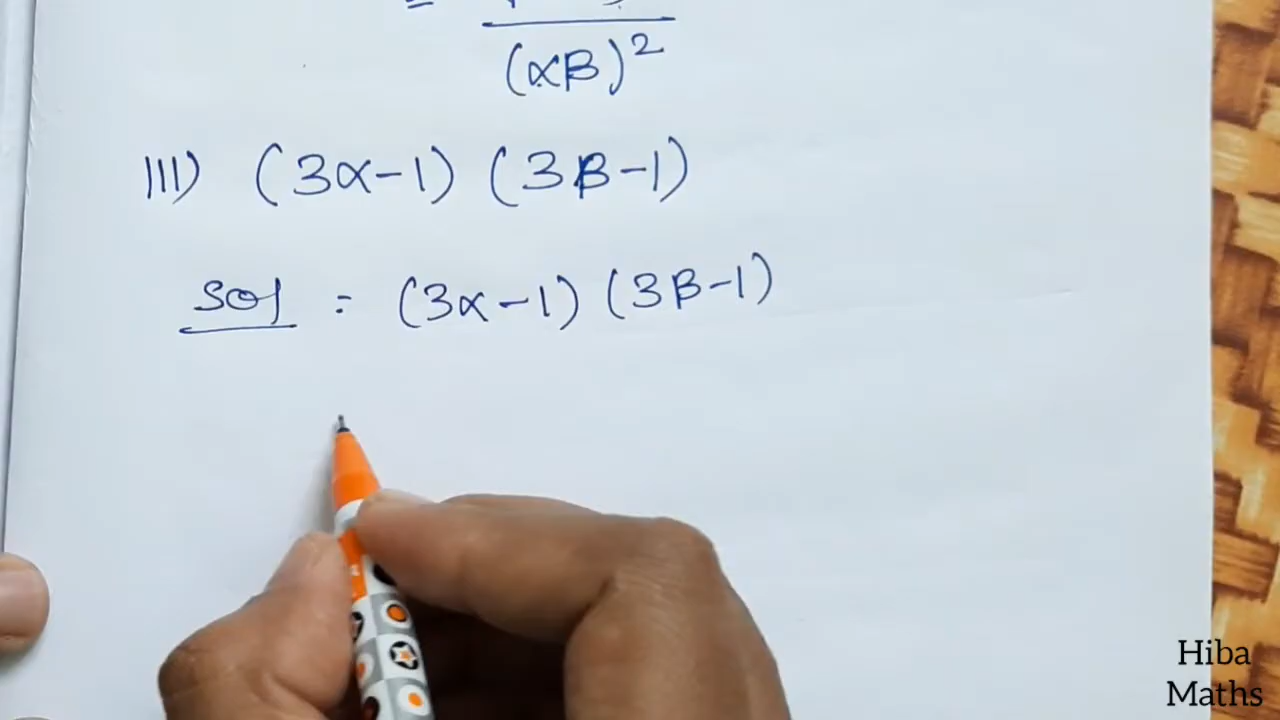 =
(αβ)²
III) (3α-1) (3β-1)
Sol = (3α-1) (3β-1)
Hiba
Maths